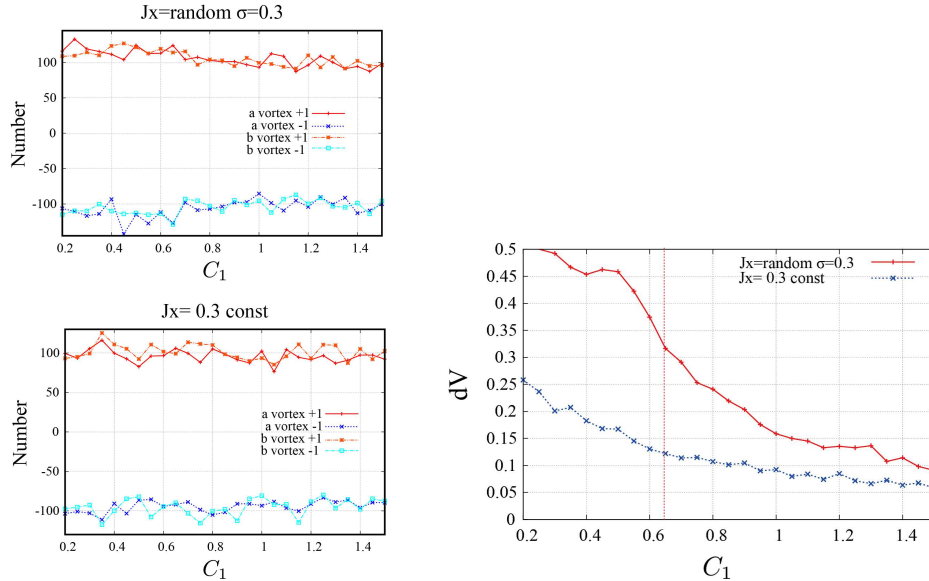 Jx=random σ=0.3
Number
100
50
0
-50
-100
a vortex +1
a vortex -1
b vortex +1
b vortex -1
0.2 0.4 0.6 0.8 1 1.2 1.4
C1
Jx= 0.3 const
Number
100
50
0
-50
-100
a vortex +1
a vortex -1
b vortex +1
b vortex -1
0.2 0.4 0.6 0.8 1 1.2 1.4
C1
dV
0.5
0.45
0.4
0.35
0.3
0.25
0.2
0.15
0.1
0.05
0
Jx=random σ=0.3
Jx= 0.3 const
0.2 0.4 0.6 0.8 1 1.2 1.4
C1